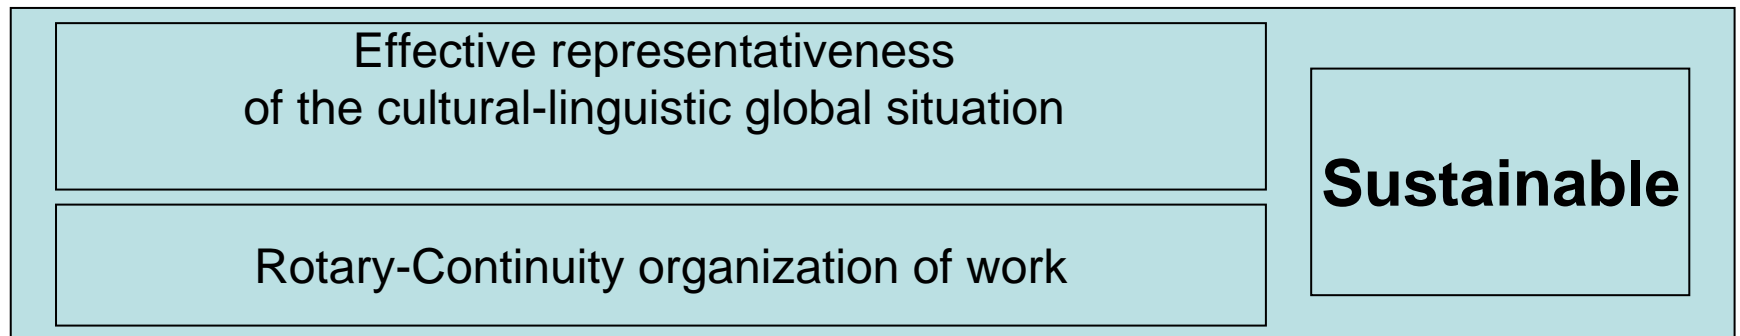 Effective representativeness
of the cultural-linguistic global situation
Rotary-Continuity organization of work
Sustainable